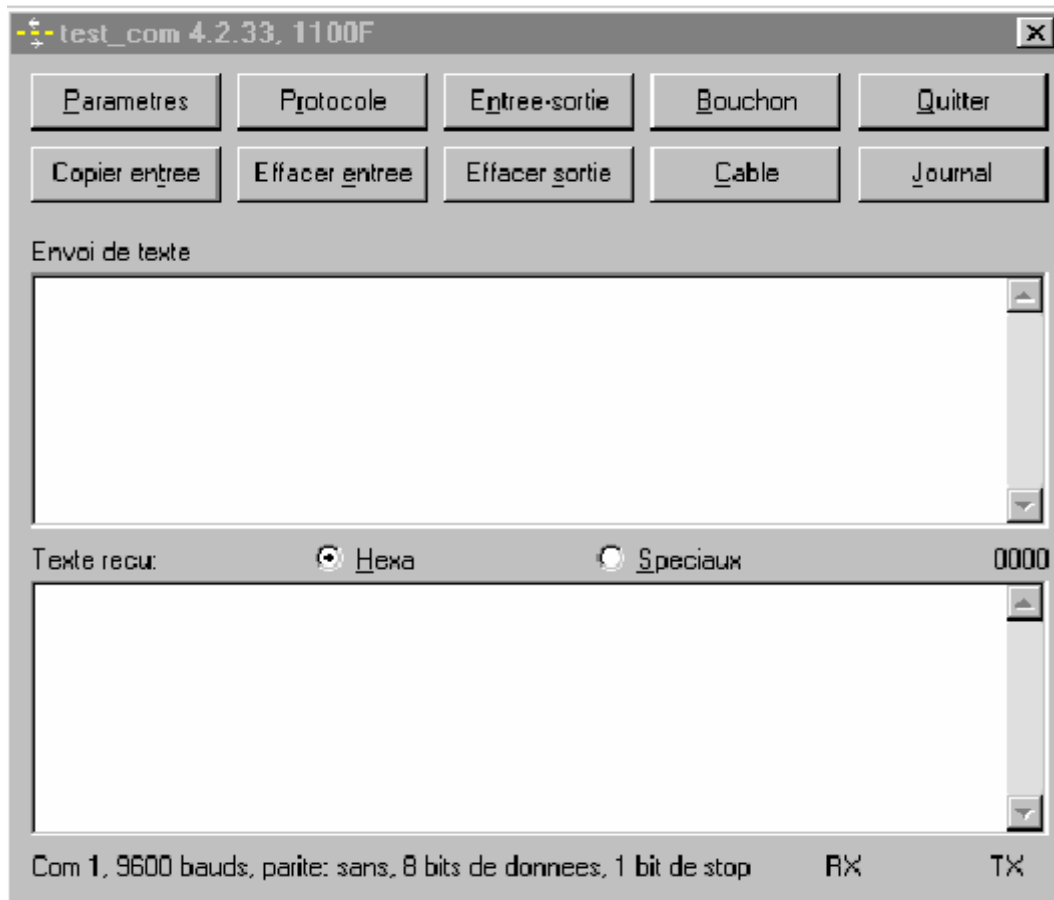 test_com 4.2.33, 1100F
Parametres Protocole Entree-sortie Bouchon Quitter
Copier entree Effacer entree Effacer sortie Cable Journal
Envoi de texte
Texte recu: Hexa Speciaux 0000
Com 1, 9600 bauds, parite: sans, 8 bits de donnees, 1 bit de stop RX TX